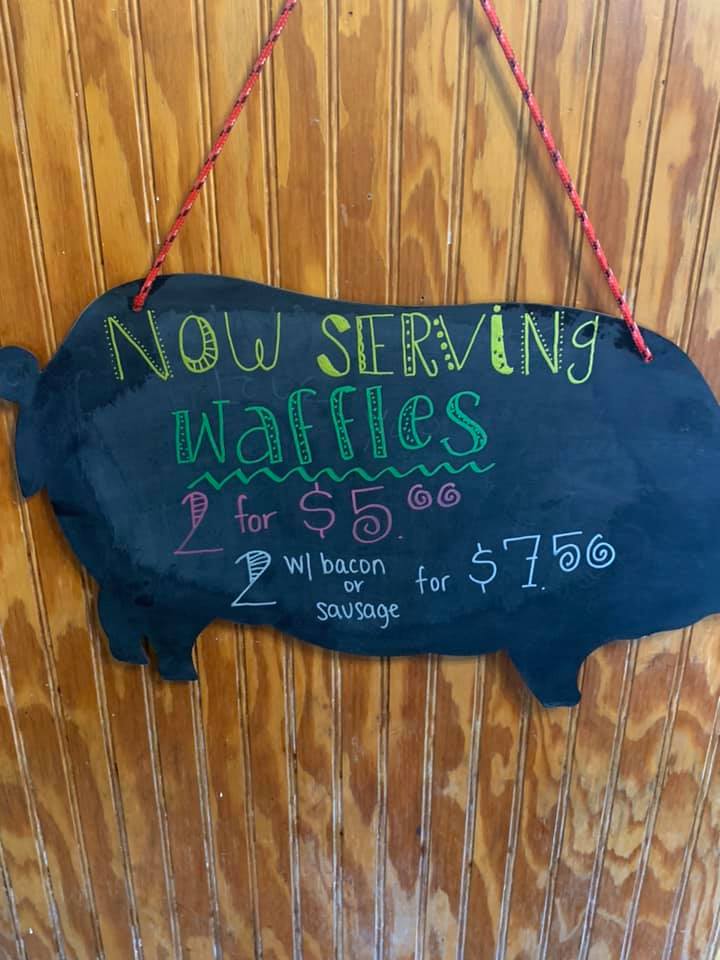 NOW SERVING
Waffles
2 for $5.00
2 w/ bacon or sausage for $7.50